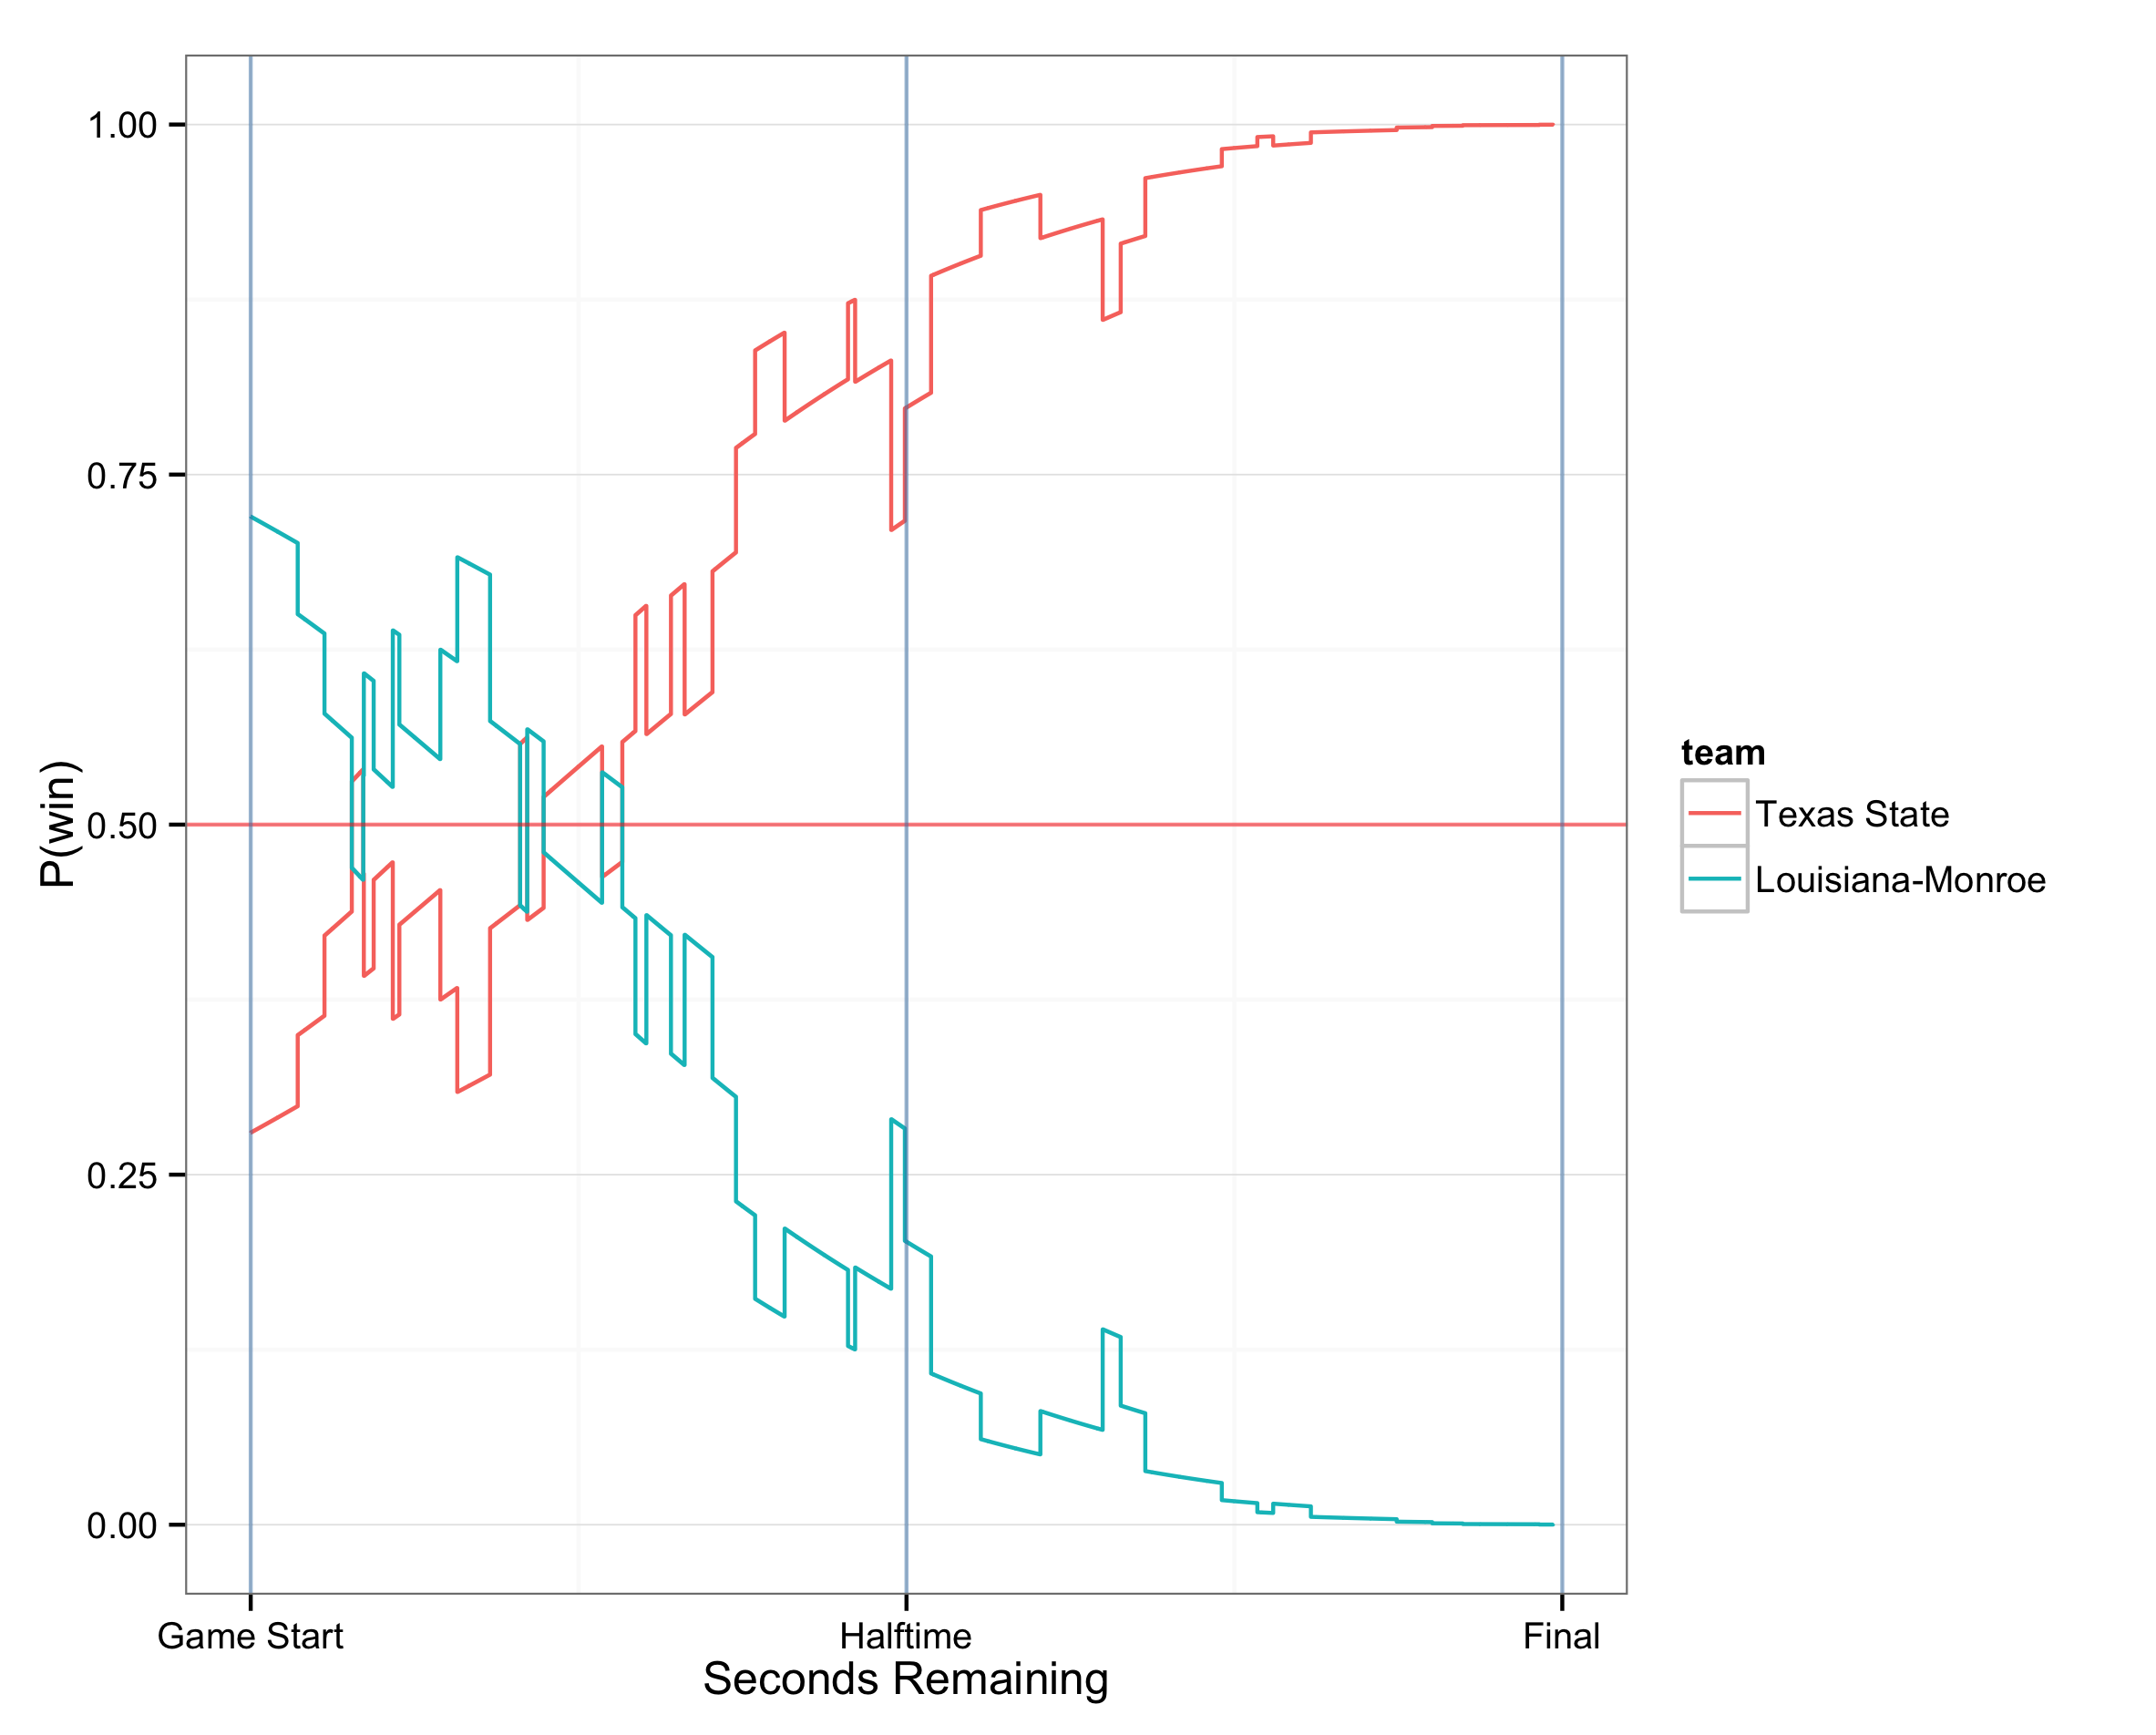 1.00
0.75
0.50
0.25
0.00
P(win)
Game Start
Halftime
Final
Seconds Remaining
team
Texas State
Louisiana-Monroe